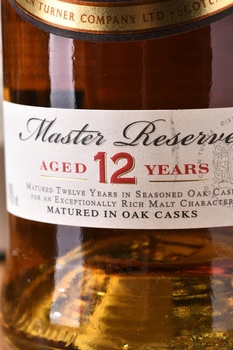 N TURNER COMPANY LTD · SCOT
Master Reserve
AGED 12 YEARS
MATURED TWELVE YEARS IN SEASONED OAK CAS
FOR AN EXCEPTIONALLY RICH MALT CHARACTER
MATURED IN OAK CASKS